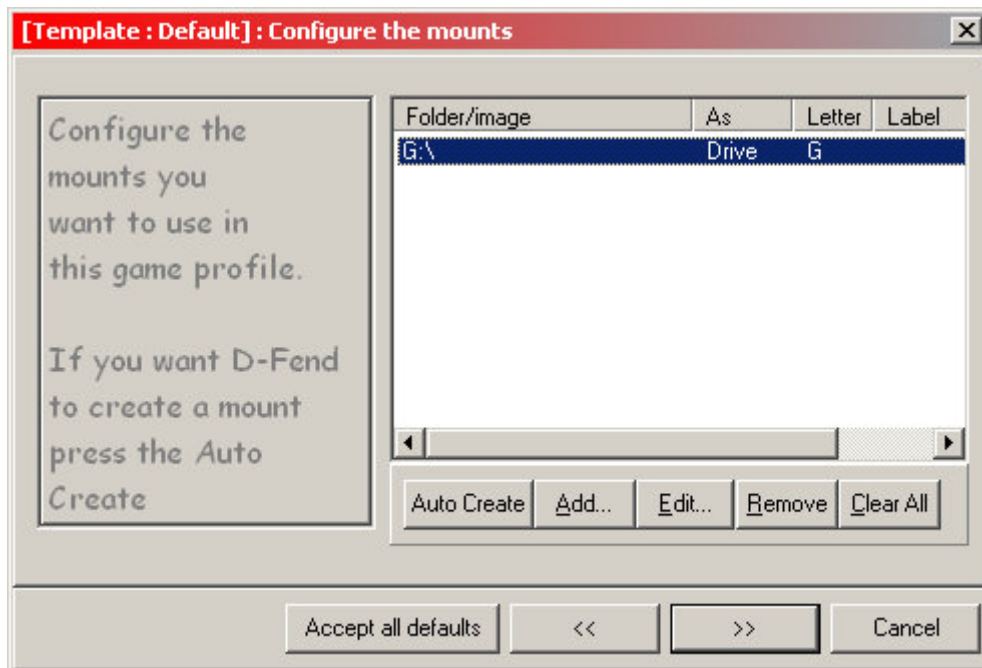 [Template : Default] : Configure the mounts
Configure the
mounts you
want to use in
this game profile.
If you want D-Fend
to create a mount
press the Auto
Create
Folder/image As Letter Label
G:\ Drive G
Auto Create Add... Edit... Remove Clear All
Accept all defaults << >> Cancel